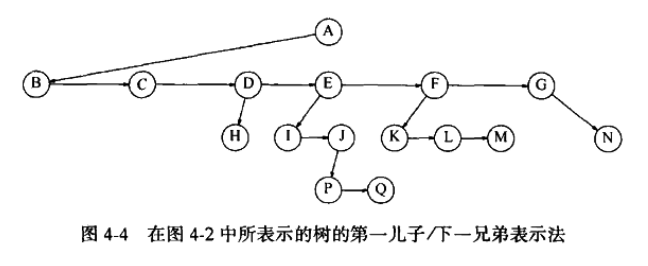 A
B C D E F G
H I J K L M N
P Q
图 4-4 在图 4-2 中所表示的树的第一儿子/下一兄弟表示法